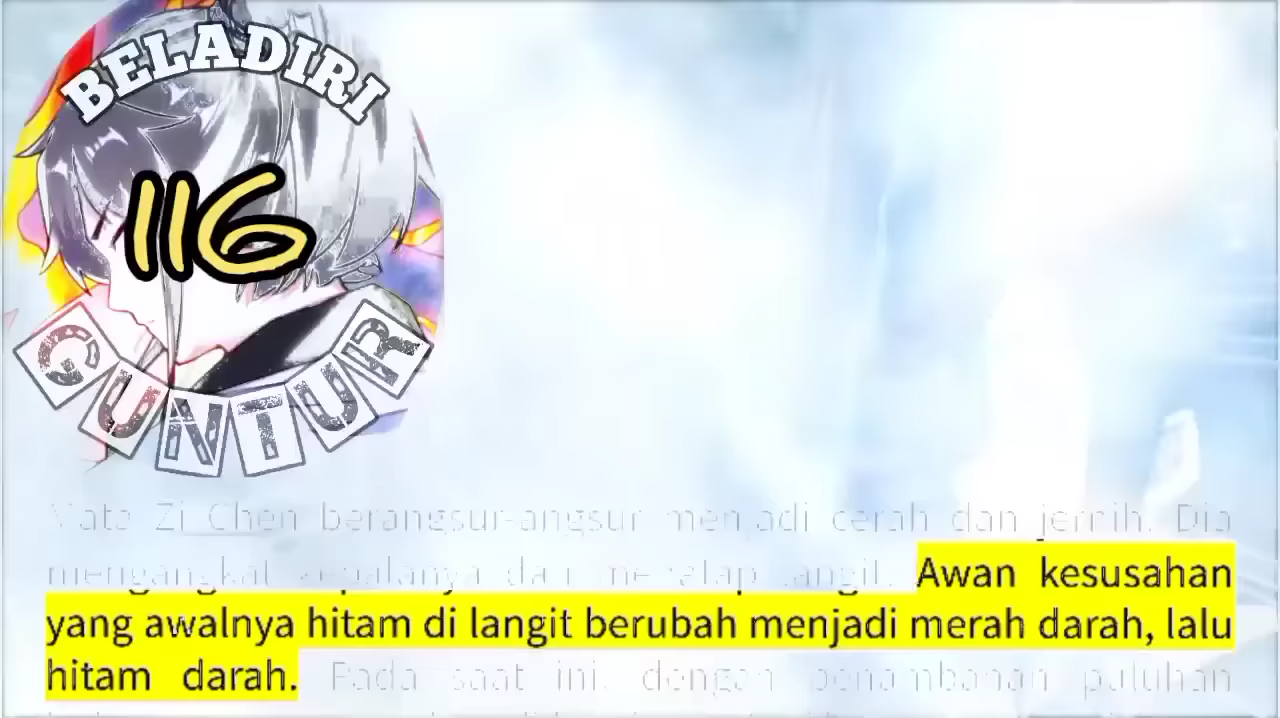 BELADIRI
116
GUNTUR
Mata Zi Chen berangsur-angsur menjadi cerah dan jernih. Dia
mengangkat kepalanya dan menatap langit. Awan kesusahan
yang awalnya hitam di langit berubah menjadi merah darah, lalu
hitam darah. Pada saat ini, dengan penambahan puluhan